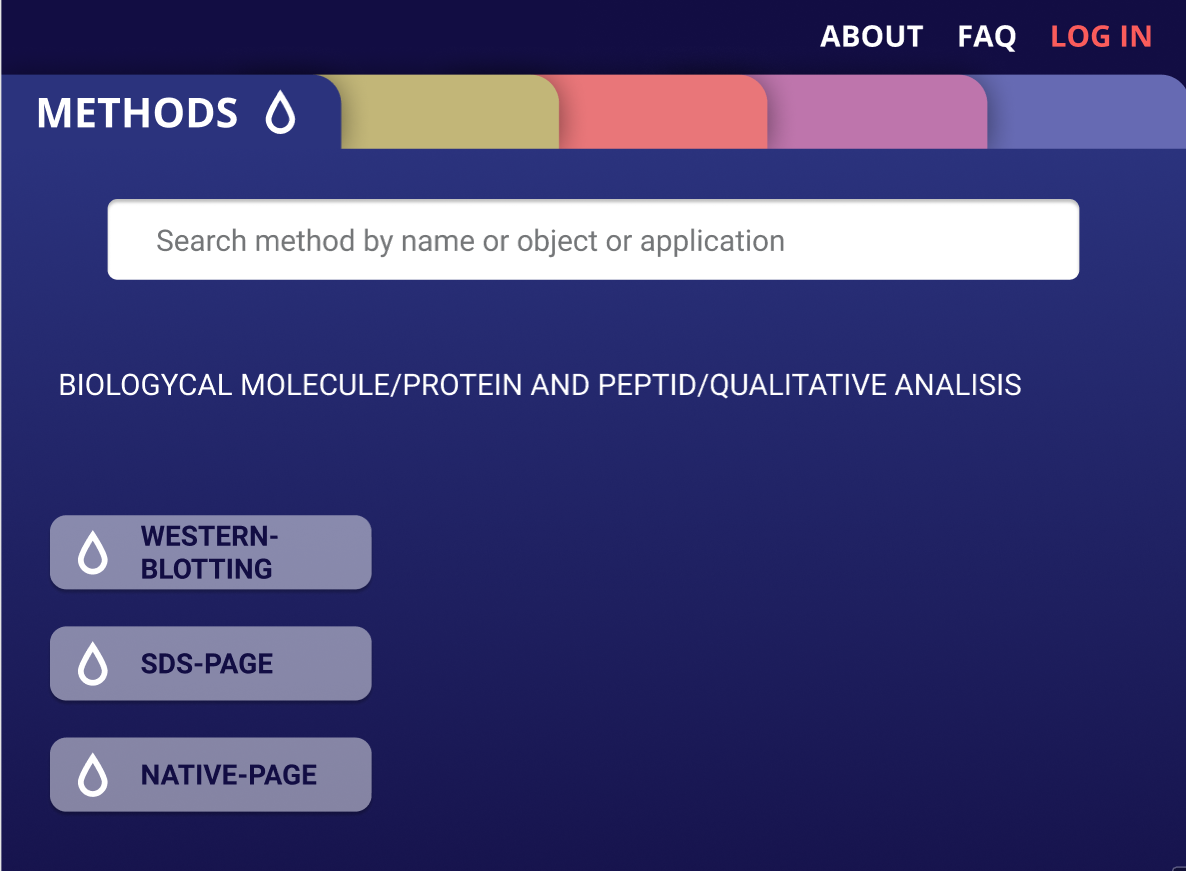 ABOUT FAQ LOG IN
METHODS
Search method by name or object or application
BIOLOGYCAL MOLECULE/PROTEIN AND PEPTID/QUALITATIVE ANALISIS
WESTERN-
BLOTTING
SDS-PAGE
NATIVE-PAGE